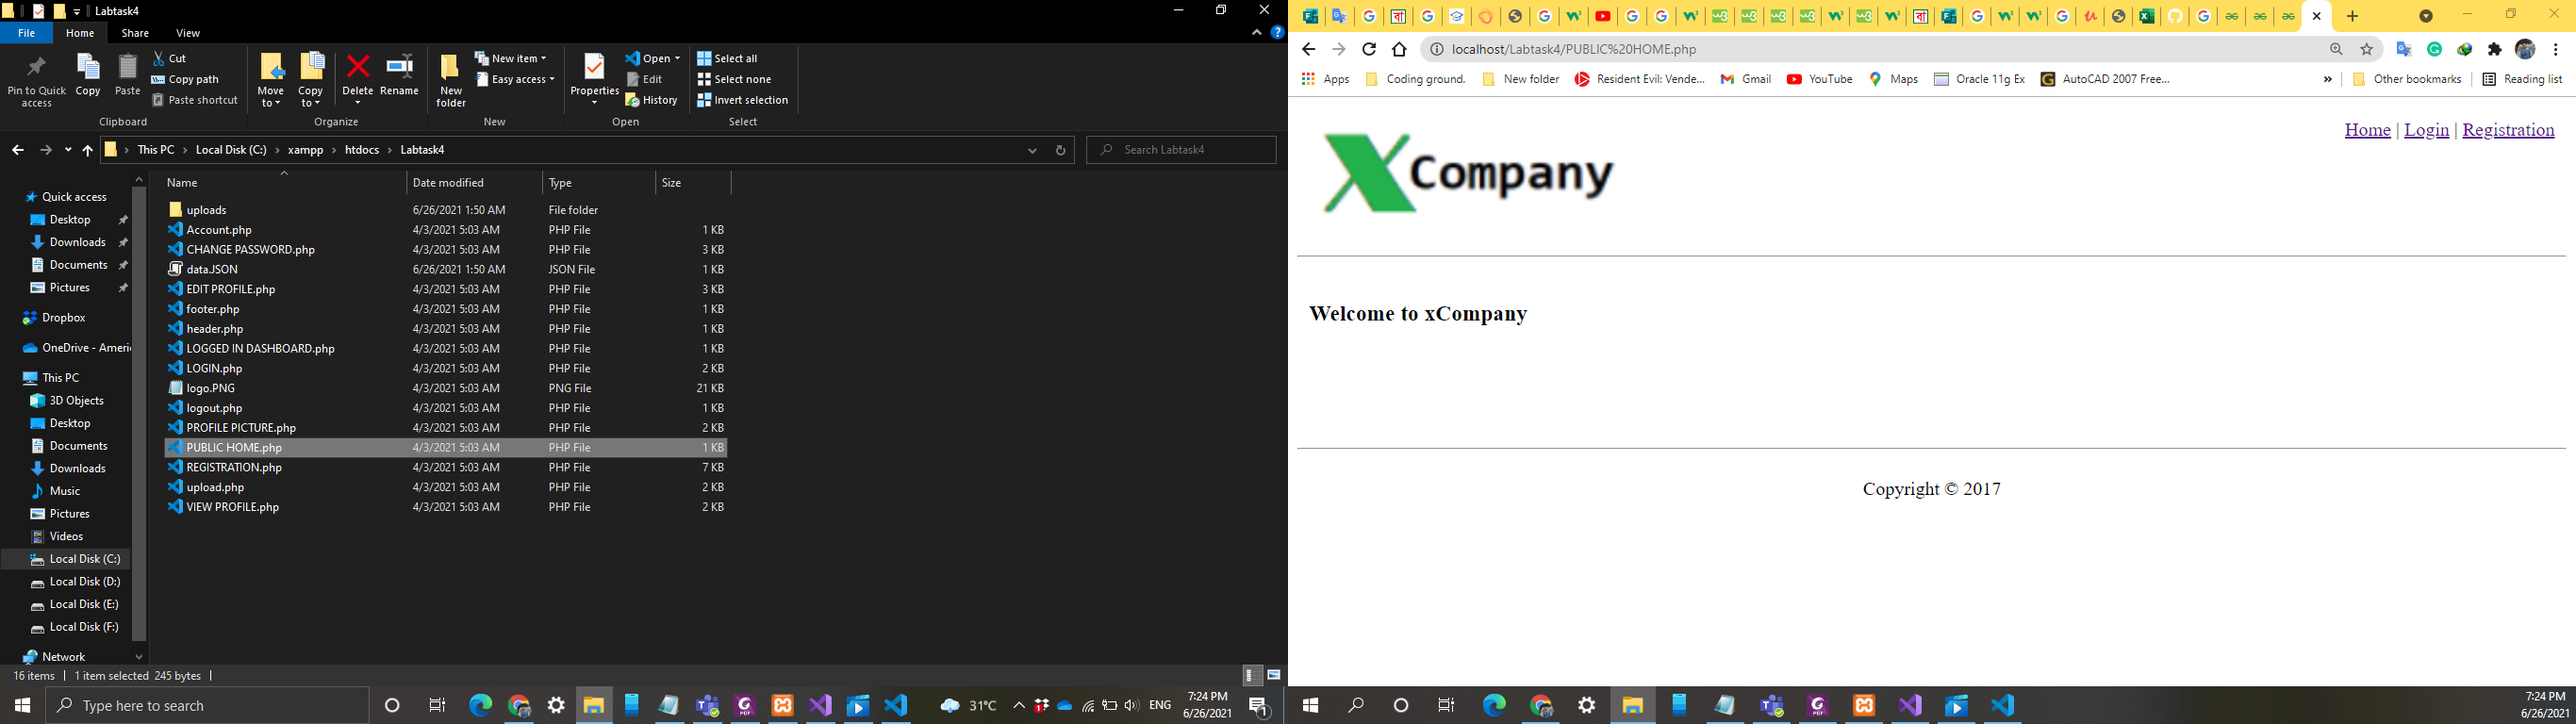 Labtask4
File Home Share View
Pin to Quick access
Copy
Paste
Cut
Copy path
Paste shortcut
Move to
Copy to
Delete
Rename
New folder
New item
Easy access
Properties
Open
Edit
History
Select all
Select none
Invert selection
Clipboard Organize New Open Select
This PC Local Disk (C:) xampp htdocs Labtask4
Search Labtask4
Quick access
Desktop
Downloads
Documents
Pictures
Dropbox
OneDrive - Ameri
This PC
3D Objects
Desktop
Documents
Downloads
Music
Pictures
Videos
Local Disk (C:)
Local Disk (D:)
Local Disk (E:)
Local Disk (F:)
Network
Name Date modified Type Size
uploads 6/26/2021 1:50 AM File folder
Account.php 4/3/2021 5:03 AM PHP File 1 KB
CHANGE PASSWORD.php 4/3/2021 5:03 AM PHP File 3 KB
data.JSON 6/26/2021 1:50 AM JSON File 1 KB
EDIT PROFILE.php 4/3/2021 5:03 AM PHP File 3 KB
footer.php 4/3/2021 5:03 AM PHP File 1 KB
header.php 4/3/2021 5:03 AM PHP File 1 KB
LOGGED IN DASHBOARD.php 4/3/2021 5:03 AM PHP File 1 KB
LOGIN.php 4/3/2021 5:03 AM PHP File 2 KB
logo.PNG 4/3/2021 5:03 AM PNG File 21 KB
logout.php 4/3/2021 5:03 AM PHP File 1 KB
PROFILE PICTURE.php 4/3/2021 5:03 AM PHP File 2 KB
PUBLIC HOME.php 4/3/2021 5:03 AM PHP File 1 KB
REGISTRATION.php 4/3/2021 5:03 AM PHP File 7 KB
upload.php 4/3/2021 5:03 AM PHP File 2 KB
VIEW PROFILE.php 4/3/2021 5:03 AM PHP File 2 KB
16 items 1 item selected 245 bytes
Type here to search
31°C
ENG
7:24 PM
6/26/2021
localhost/Labtask4/PUBLIC%20HOME.php
Apps Coding ground. New folder Resident Evil: Vende... Gmail YouTube Maps Oracle 11g Ex AutoCAD 2007 Free... » Other bookmarks Reading list
X Company
Home | Login | Registration
Welcome to xCompany
Copyright © 2017
7:24 PM
6/26/2021